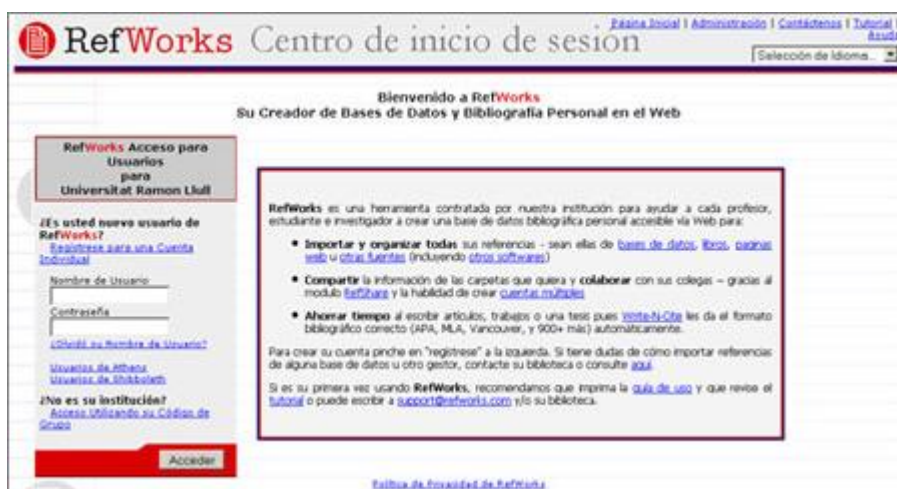 RefWorks Centro de inicio de sesión
Página Inicial | Administración | Contáctenos | Tutorial |
Ayuda
Selección de Idioma...
Bienvenido a RefWorks
Su Creador de Bases de Datos y Bibliografía Personal en el Web
RefWorks Acceso para
Usuarios
para
Universitat Ramon Llull
¿Es usted nuevo usuario de
RefWorks?
Regístrese para una Cuenta
Individual
Nombre de Usuario
Contraseña
¿Olvidó su Nombre de Usuario?
Usuarios de Athens
Usuarios de Shibboleth
¿No es su institución?
Acceso Utilizando su Código de
Grupo
Acceder
RefWorks es una herramienta contratada por nuestra institución para ayudar a cada profesor,
estudiante e investigador a crear una base de datos bibliográfica personal accesible vía Web para:
• Importar y organizar todas sus referencias - sean ellas de bases de datos, libros, paginas
web u otras fuentes (incluyendo otros softwares)
• Compartir la información de las carpetas que quiera y colaborar con sus colegas – gracias al
modulo RefShare y la habilidad de crear cuentas múltiples
• Ahorrar tiempo al escribir artículos, trabajos o una tesis pues Write-N-Cite les da el formato
bibliográfico correcto (APA, MLA, Vancouver, y 900+ más) automáticamente.
Para crear su cuenta pinche en "regístrese" a la izquierda. Si tiene dudas de cómo importar referencias
de alguna base de datos u otro gestor, contacte su biblioteca o consulte aquí.
Si es su primera vez usando RefWorks, recomendamos que imprima la guía de uso y que revise el
tutorial o puede escribir a support@refworks.com y/o su biblioteca.
Política de Privacidad de RefWorks